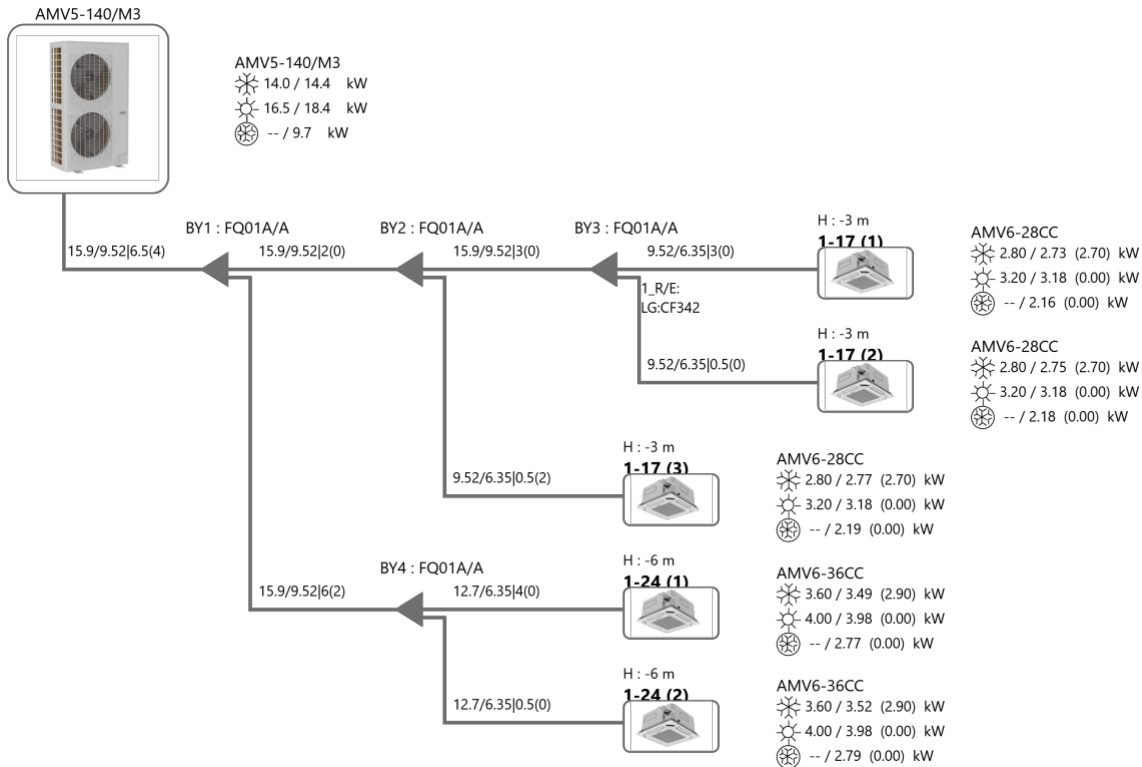 AMV5-140/M3
AMV5-140/M3
14.0 / 14.4 kW
16.5 / 18.4 kW
-- / 9.7 kW
15.9/9.52|6.5(4)
BY1 : FQ01A/A
15.9/9.52|2(0)
BY2 : FQ01A/A
15.9/9.52|3(0)
BY3 : FQ01A/A
9.52/6.35|3(0)
1_R/E:
LG:CF342
H : -3 m
1-17 (1)
AMV6-28CC
2.80 / 2.73 (2.70) kW
3.20 / 3.18 (0.00) kW
-- / 2.16 (0.00) kW
9.52/6.35|0.5(0)
H : -3 m
1-17 (2)
AMV6-28CC
2.80 / 2.75 (2.70) kW
3.20 / 3.18 (0.00) kW
-- / 2.18 (0.00) kW
9.52/6.35|0.5(2)
H : -3 m
1-17 (3)
AMV6-28CC
2.80 / 2.77 (2.70) kW
3.20 / 3.18 (0.00) kW
-- / 2.19 (0.00) kW
15.9/9.52|6(2)
BY4 : FQ01A/A
12.7/6.35|4(0)
H : -6 m
1-24 (1)
AMV6-36CC
3.60 / 3.49 (2.90) kW
4.00 / 3.98 (0.00) kW
-- / 2.77 (0.00) kW
12.7/6.35|0.5(0)
H : -6 m
1-24 (2)
AMV6-36CC
3.60 / 3.52 (2.90) kW
4.00 / 3.98 (0.00) kW
-- / 2.79 (0.00) kW